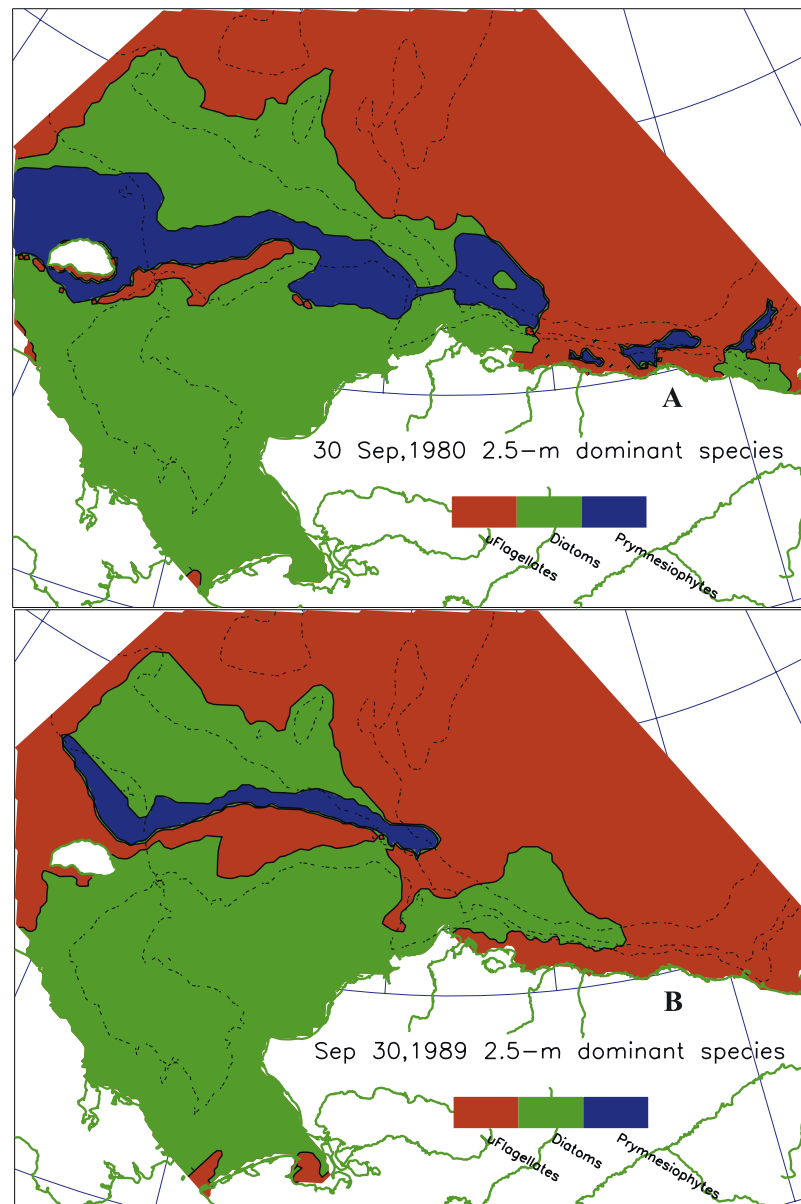 A
30 Sep,1980 2.5-m dominant species
uFlagellates Diatoms Prymnesiophytes
B
Sep 30,1989 2.5-m dominant species
uFlagellates Diatoms Prymnesiophytes